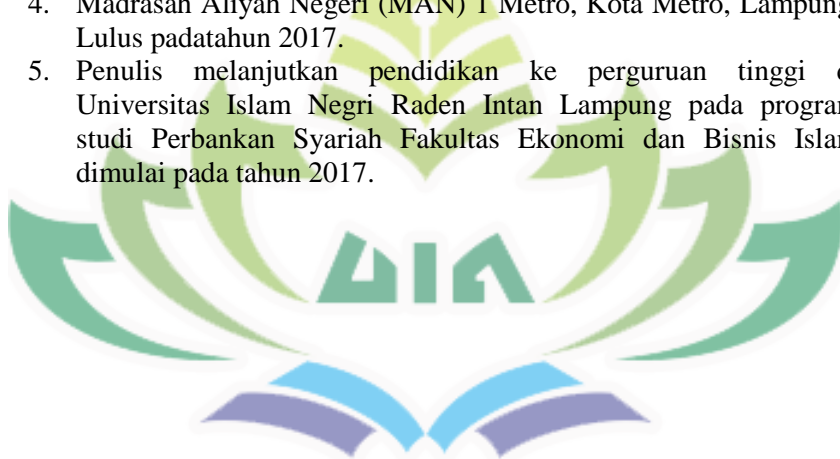 4. Madrasah Aliyah Negeri (MAN) 1 Metro, Kota Metro, Lampung
Lulus padatahun 2017.
5. Penulis melanjutkan pendidikan ke perguruan tinggi
Universitas Islam Negri Raden Intan Lampung pada program
studi Perbankan Syariah Fakultas Ekonomi dan Bisnis Islam
dimulai pada tahun 2017.
UIN